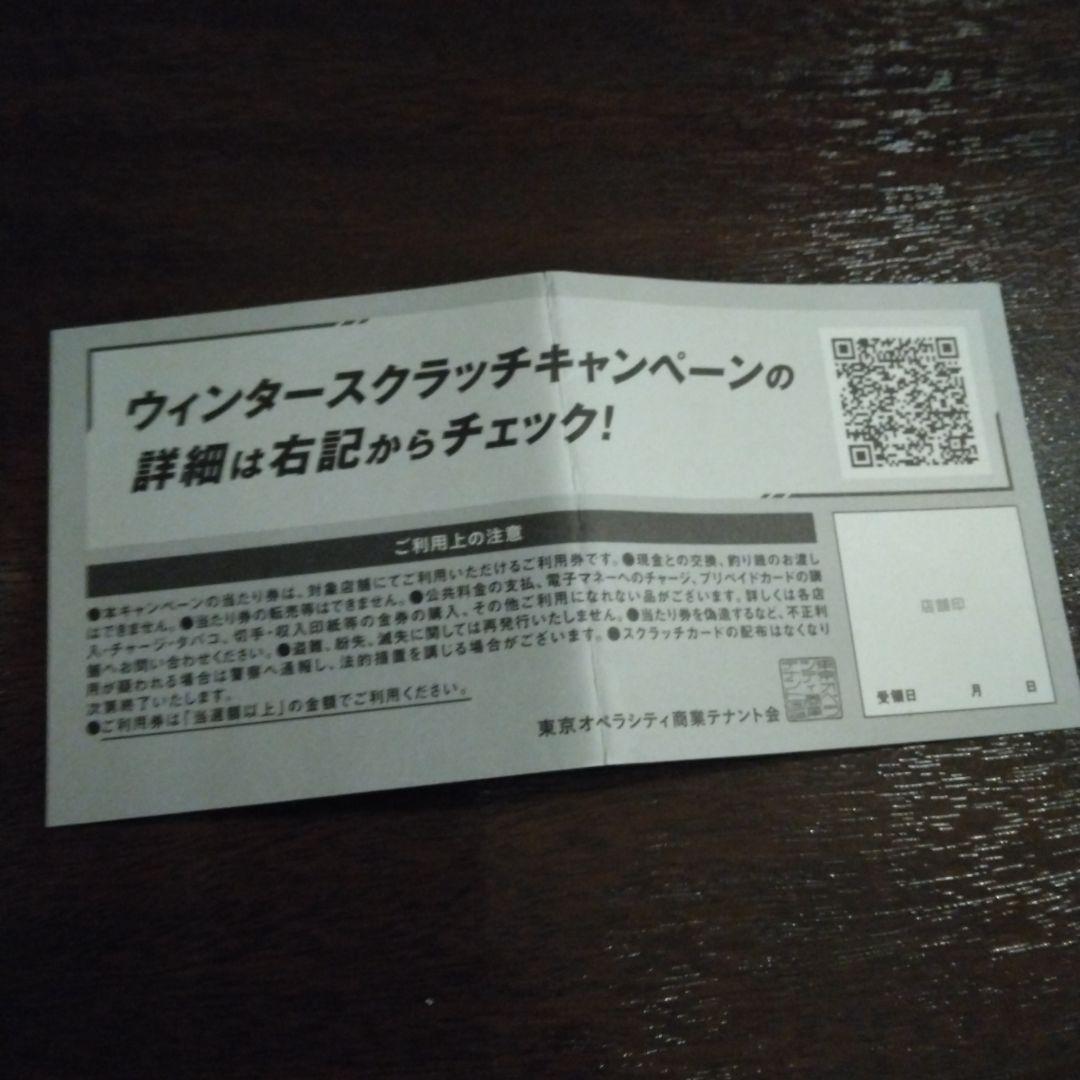 ウィンタースクラッチキャンペーンの
詳細は右記からチェック!
ご利用上の注意
●本キャンペーンの当たり券は、対象店舗にてご利用いただけるご利用券です。●現金との交換、釣り銭のお渡し
はできません。●当たり券の転売等はできません。●公共料金の支払、電子マネーへのチャージ、プリペイドカードの購
入・チャージ・タバコ、切手・収入印紙等の金券の購入、その他ご利用になれない品がございます。詳しくは各店
舗へお問い合わせください。●盗難、紛失、滅失に関しては再発行いたしません。●当たり券を偽造するなど、不正利
用が疑われる場合は警察へ通報し、法的措置を講じる場合がございます。●スクラッチカードの配布はなくなり
次第終了いたします。
●ご利用券は「当選額以上」の金額でご利用ください。
東京オペラシティ商業テナント会
店舗印
受領日 月 日